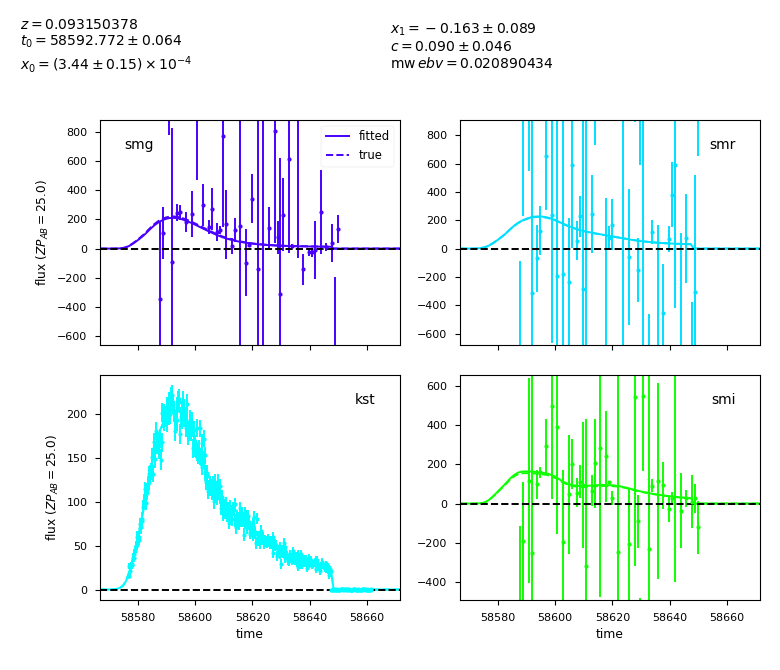 z = 0.093150378
t₀ = 58592.772 ± 0.064
x₀ = (3.44 ± 0.15) × 10⁻⁴
x₁ = −0.163 ± 0.089
c = 0.090 ± 0.046
mw ebv = 0.020890434
smg
fitted
true
800
600
400
200
0
−200
−400
−600
flux (ZP_AB = 25.0)
smr
800
600
400
200
0
−200
−400
−600
kst
200
150
100
50
0
flux (ZP_AB = 25.0)
58580 58600 58620 58640 58660
time
smi
600
400
200
0
−200
−400
58580 58600 58620 58640 58660
time